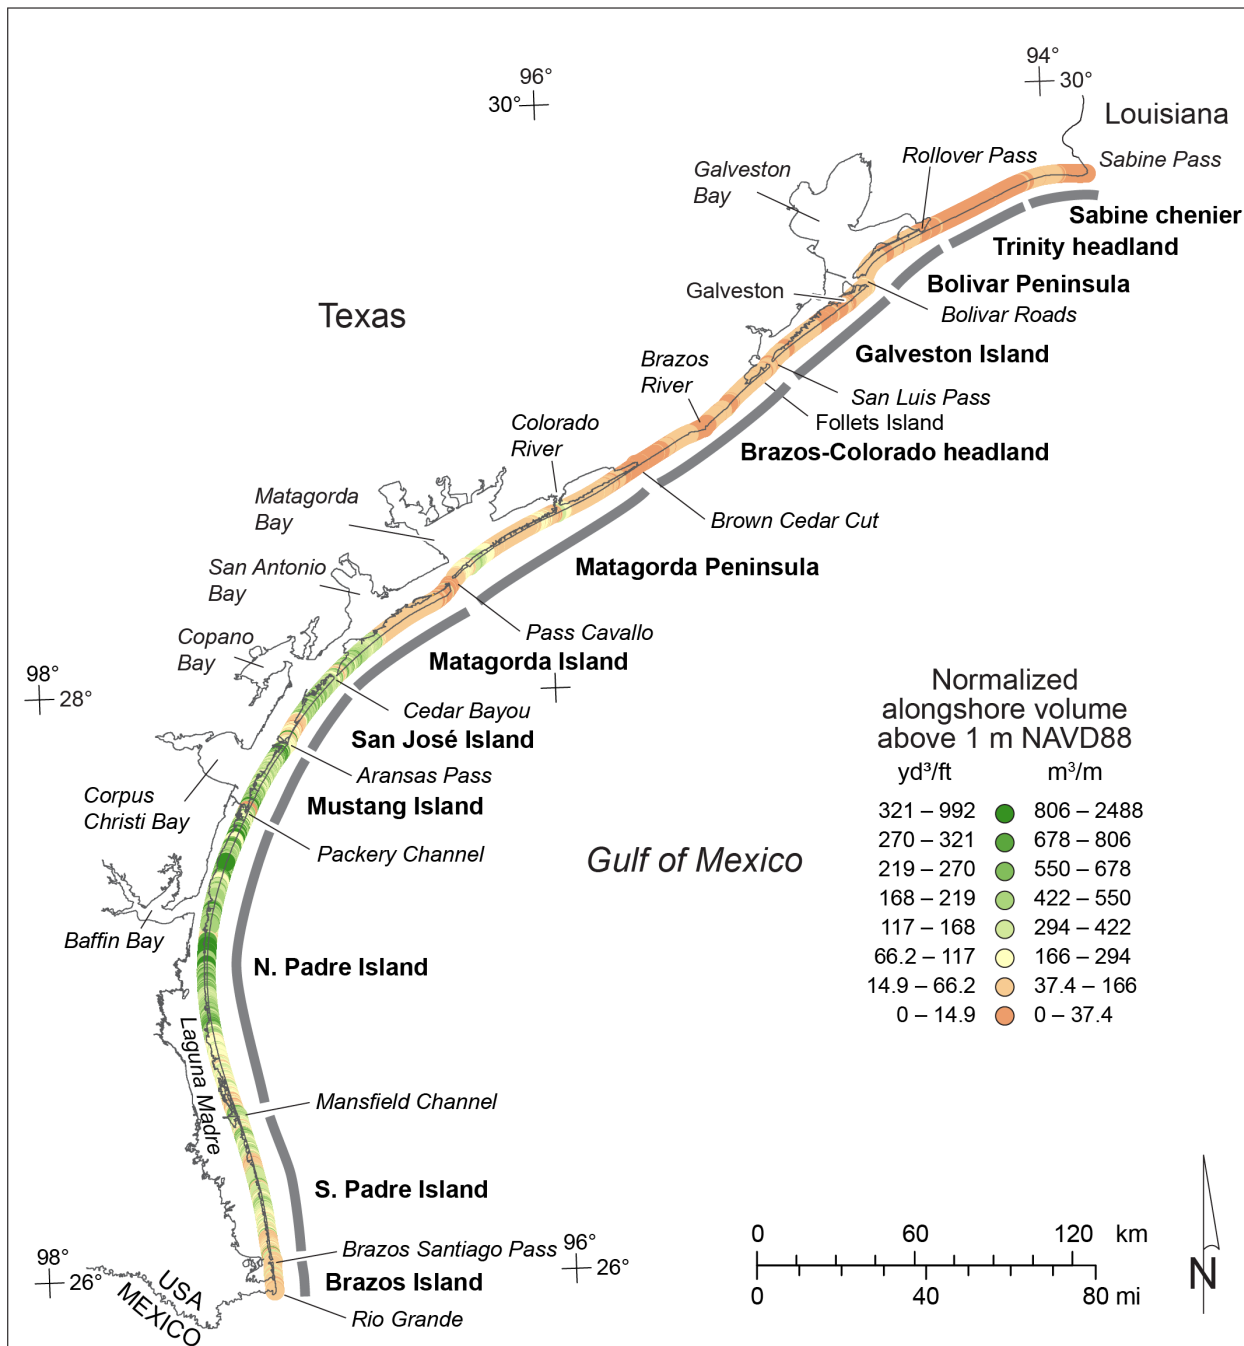 94°
96°
30°
30°
Louisiana
Rollover Pass
Sabine Pass
Galveston
Bay
Sabine chenier
Trinity headland
Bolivar Peninsula
Galveston
Bolivar Roads
Texas
Galveston Island
Brazos
River
San Luis Pass
Follets Island
Colorado
River
Brazos-Colorado headland
Matagorda
Bay
Brown Cedar Cut
San Antonio
Bay
Matagorda Peninsula
Copano
Bay
Pass Cavallo
Matagorda Island
98°
28°
Cedar Bayou
San José Island
Aransas Pass
Corpus
Christi Bay
Mustang Island
Packery Channel
Gulf of Mexico
Baffin Bay
N. Padre Island
Laguna Madre
Mansfield Channel
S. Padre Island
Brazos Santiago Pass
96°
26°
98°
26°
USA
MEXICO
Brazos Island
Rio Grande
Normalized
alongshore volume
above 1 m NAVD88
yd³/ft m³/m
321 – 992 806 – 2488
270 – 321 678 – 806
219 – 270 550 – 678
168 – 219 422 – 550
117 – 168 294 – 422
66.2 – 117 166 – 294
14.9 – 66.2 37.4 – 166
0 – 14.9 0 – 37.4
0 60 120 km
0 40 80 mi
N